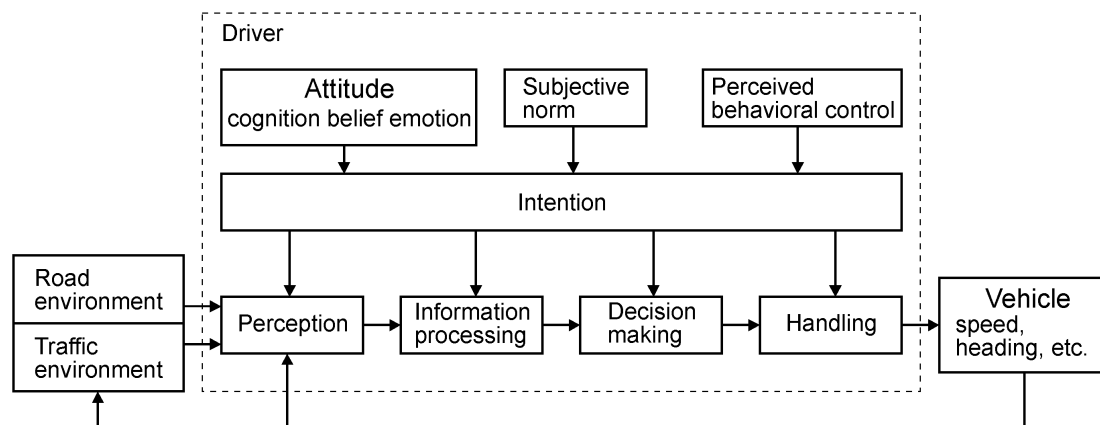 Driver
Attitude
cognition belief emotion
Subjective
norm
Perceived
behavioral control
Intention
Road
environment
Traffic
environment
Perception
Information
processing
Decision
making
Handling
Vehicle
speed,
heading, etc.